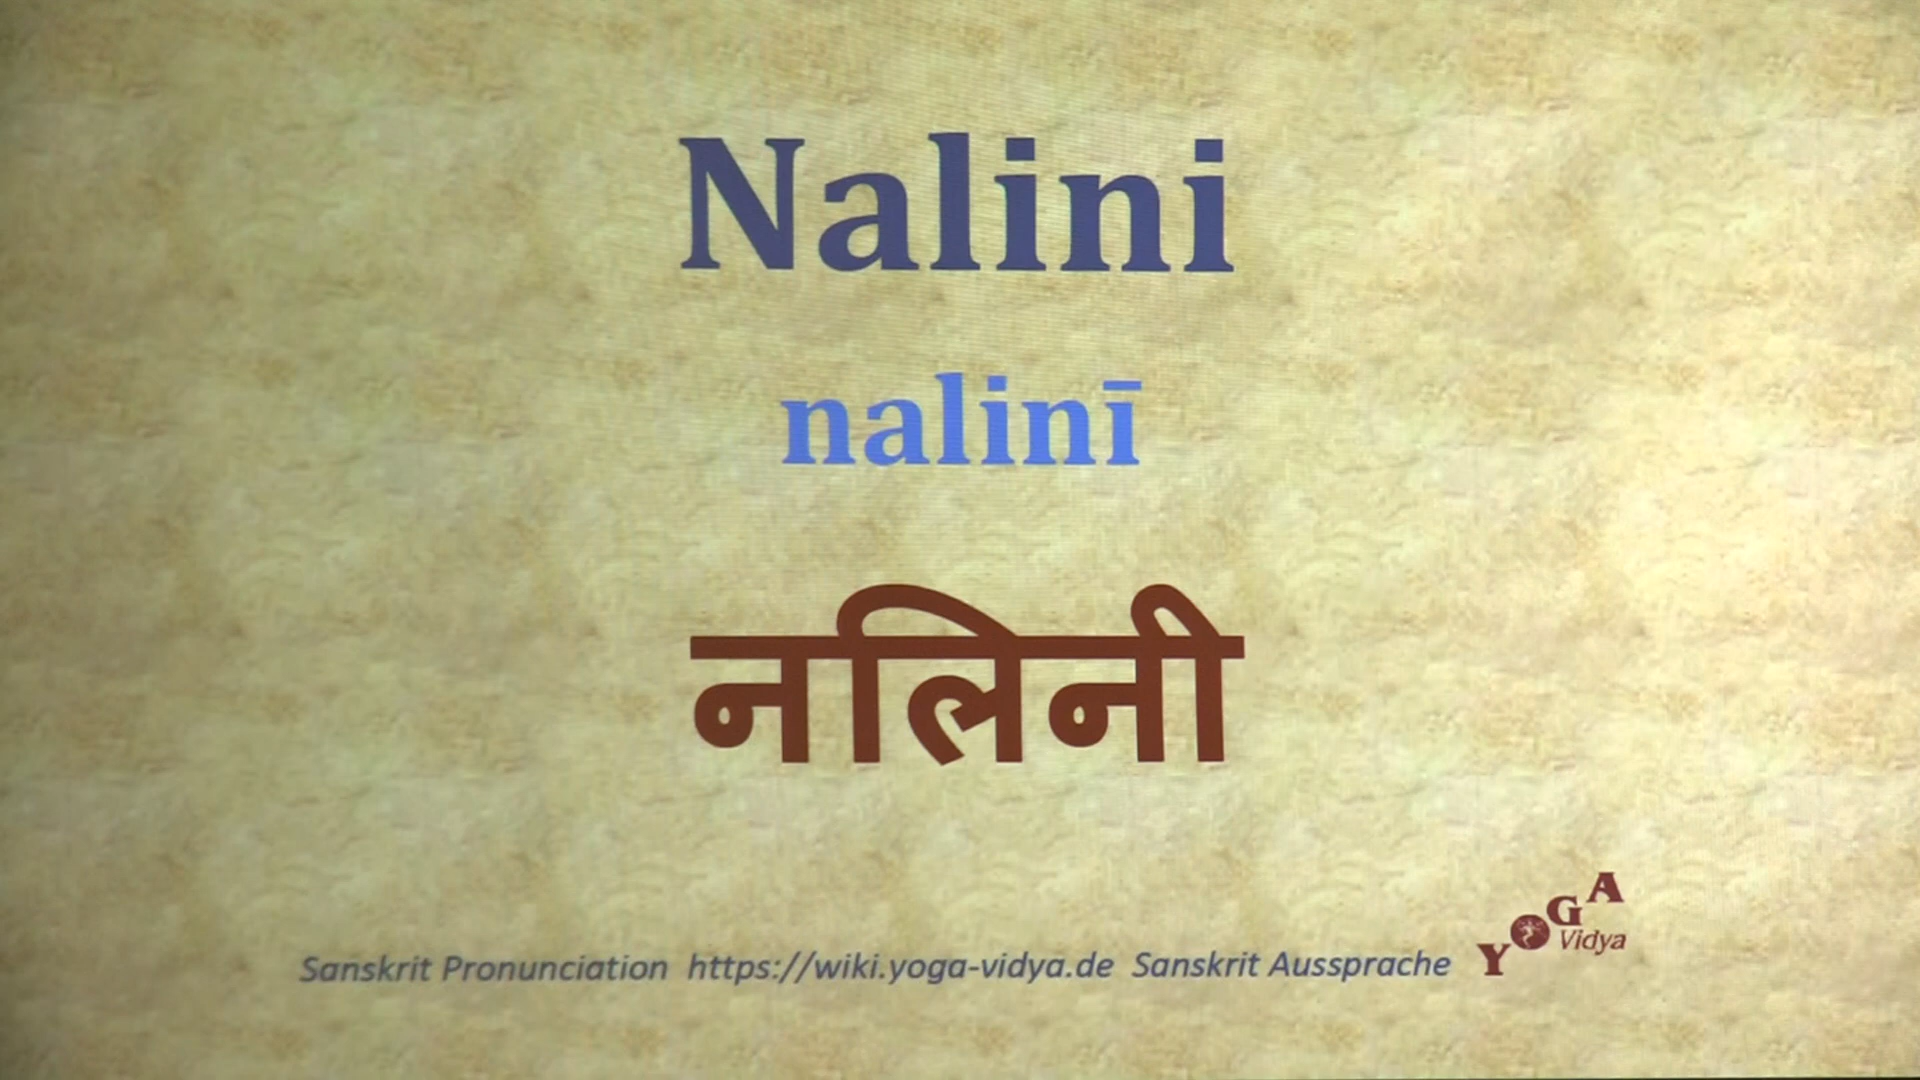 Nalini
nalinī
नलिनी
Sanskrit Pronunciation https://wiki.yoga-vidya.de Sanskrit Aussprache
YOGA
Vidya